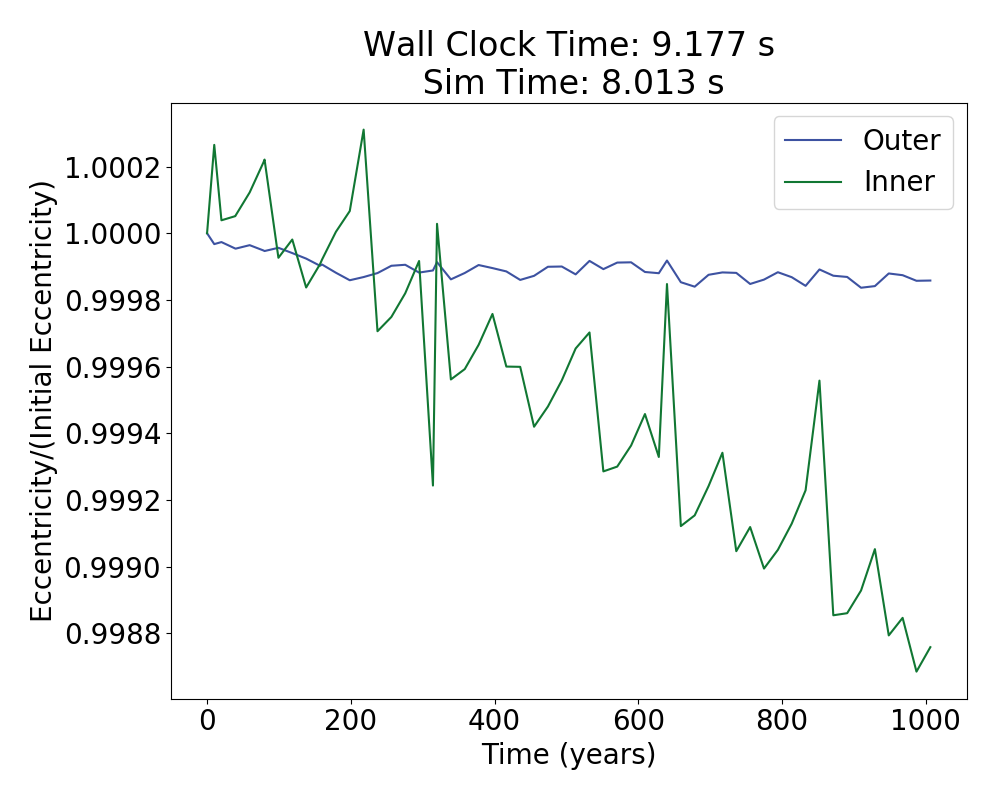 Wall Clock Time: 9.177 s
Sim Time: 8.013 s
Outer
Inner
Eccentricity/(Initial Eccentricity)
1.0002
1.0000
0.9998
0.9996
0.9994
0.9992
0.9990
0.9988
0 200 400 600 800 1000
Time (years)